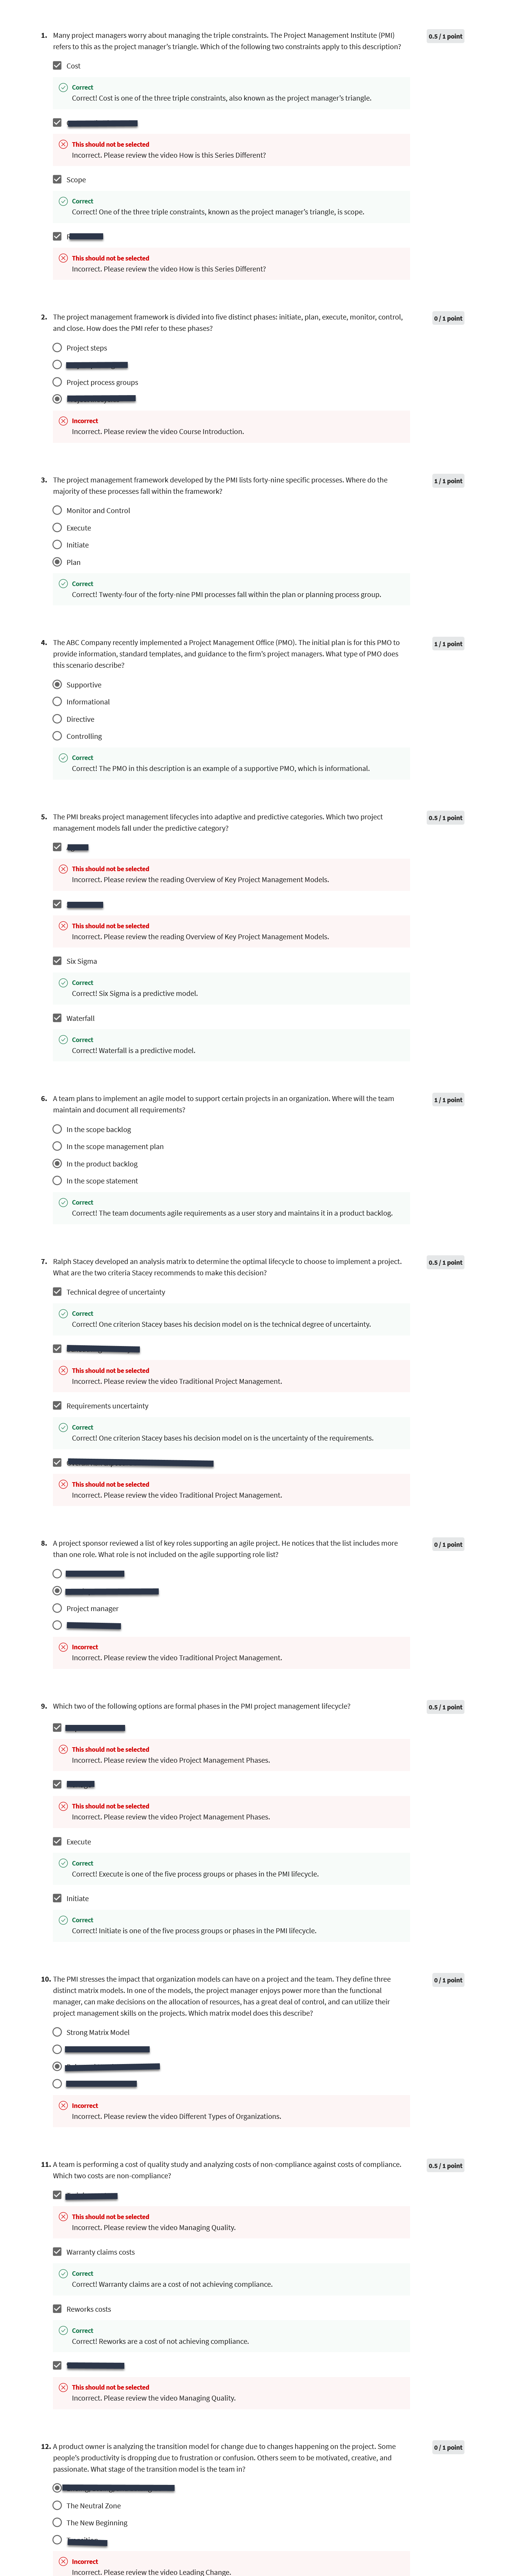 1. Many project managers worry about managing the triple constraints. The Project Management Institute (PMI)
refers to this as the project manager's triangle. Which of the following two constraints apply to this description?
0.5 / 1 point
Cost
Correct
Correct! Cost is one of the three triple constraints, also known as the project manager's triangle.
This should not be selected
Incorrect. Please review the video How is this Series Different?
Scope
Correct
Correct! One of the three triple constraints, known as the project manager's triangle, is scope.
This should not be selected
Incorrect. Please review the video How is this Series Different?
2. The project management framework is divided into five distinct phases: initiate, plan, execute, monitor, control,
and close. How does the PMI refer to these phases?
0 / 1 point
Project steps
Project process groups
Incorrect
Incorrect. Please review the video Course Introduction.
3. The project management framework developed by the PMI lists forty-nine specific processes. Where do the
majority of these processes fall within the framework?
1 / 1 point
Monitor and Control
Execute
Initiate
Plan
Correct
Correct! Twenty-four of the forty-nine PMI processes fall within the plan or planning process group.
4. The ABC Company recently implemented a Project Management Office (PMO). The initial plan is for this PMO to
provide information, standard templates, and guidance to the firm's project managers. What type of PMO does
this scenario describe?
1 / 1 point
Supportive
Informational
Directive
Controlling
Correct
Correct! The PMO in this description is an example of a supportive PMO, which is informational.
5. The PMI breaks project management lifecycles into adaptive and predictive categories. Which two project
management models fall under the predictive category?
0.5 / 1 point
This should not be selected
Incorrect. Please review the reading Overview of Key Project Management Models.
This should not be selected
Incorrect. Please review the reading Overview of Key Project Management Models.
Six Sigma
Correct
Correct! Six Sigma is a predictive model.
Waterfall
Correct
Correct! Waterfall is a predictive model.
6. A team plans to implement an agile model to support certain projects in an organization. Where will the team
maintain and document all requirements?
1 / 1 point
In the scope backlog
In the scope management plan
In the product backlog
In the scope statement
Correct
Correct! The team documents agile requirements as a user story and maintains it in a product backlog.
7. Ralph Stacey developed an analysis matrix to determine the optimal lifecycle to choose to implement a project.
What are the two criteria Stacey recommends to make this decision?
0.5 / 1 point
Technical degree of uncertainty
Correct
Correct! One criterion Stacey bases his decision model on is the technical degree of uncertainty.
This should not be selected
Incorrect. Please review the video Traditional Project Management.
Requirements uncertainty
Correct
Correct! One criterion Stacey bases his decision model on is the uncertainty of the requirements.
This should not be selected
Incorrect. Please review the video Traditional Project Management.
8. A project sponsor reviewed a list of key roles supporting an agile project. He notices that the list includes more
than one role. What role is not included on the agile supporting role list?
0 / 1 point
Project manager
Incorrect
Incorrect. Please review the video Traditional Project Management.
9. Which two of the following options are formal phases in the PMI project management lifecycle?
0.5 / 1 point
This should not be selected
Incorrect. Please review the video Project Management Phases.
This should not be selected
Incorrect. Please review the video Project Management Phases.
Execute
Correct
Correct! Execute is one of the five process groups or phases in the PMI lifecycle.
Initiate
Correct
Correct! Initiate is one of the five process groups or phases in the PMI lifecycle.
10. The PMI stresses the impact that organization models can have on a project and the team. They define three
distinct matrix models. In one of the models, the project manager enjoys power more than the functional
manager, can make decisions on the allocation of resources, has a great deal of control, and can utilize their
project management skills on the projects. Which matrix model does this describe?
0 / 1 point
Strong Matrix Model
Incorrect
Incorrect. Please review the video Different Types of Organizations.
11. A team is performing a cost of quality study and analyzing costs of non-compliance against costs of compliance.
Which two costs are non-compliance?
0.5 / 1 point
This should not be selected
Incorrect. Please review the video Managing Quality.
Warranty claims costs
Correct
Correct! Warranty claims are a cost of not achieving compliance.
Reworks costs
Correct
Correct! Reworks are a cost of not achieving compliance.
This should not be selected
Incorrect. Please review the video Managing Quality.
12. A product owner is analyzing the transition model for change due to changes happening on the project. Some
people's productivity is dropping due to frustration or confusion. Others seem to be motivated, creative, and
passionate. What stage of the transition model is the team in?
0 / 1 point
The Neutral Zone
The New Beginning
Incorrect
Incorrect. Please review the video Leading Change.